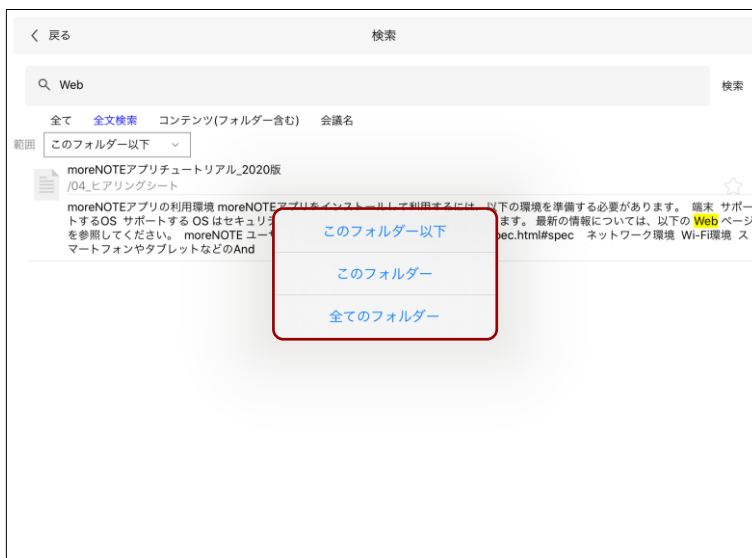 戻る
検索
Web
検索
全て 全文検索 コンテンツ(フォルダー含む) 会議名
範囲 このフォルダー以下
moreNOTEアプリチュートリアル_2020版
/04_ヒアリングシート
moreNOTEアプリの利用環境 moreNOTEアプリをインストールして利用するには、以下の環境を準備する必要があります。 端末 サポー
トするOS サポートする OS はセキュリテ ます。 最新の情報については、以下の Web ページ
を参照してください。 moreNOTE ユーザ pec.html#spec ネットワーク環境 Wi-Fi環境 ス
マートフォンやタブレットなどのAnd
このフォルダー以下
このフォルダー
全てのフォルダー